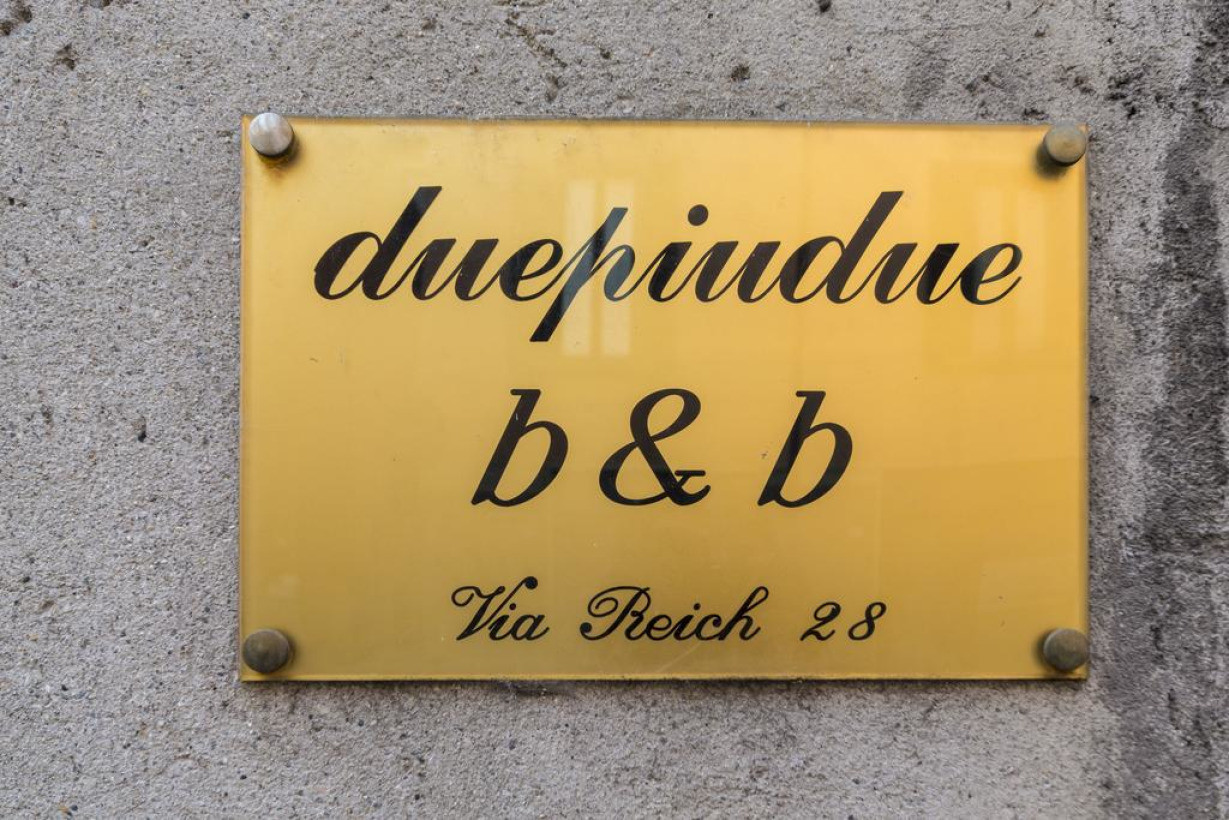 duepiudue
b & b
Via Reich 28